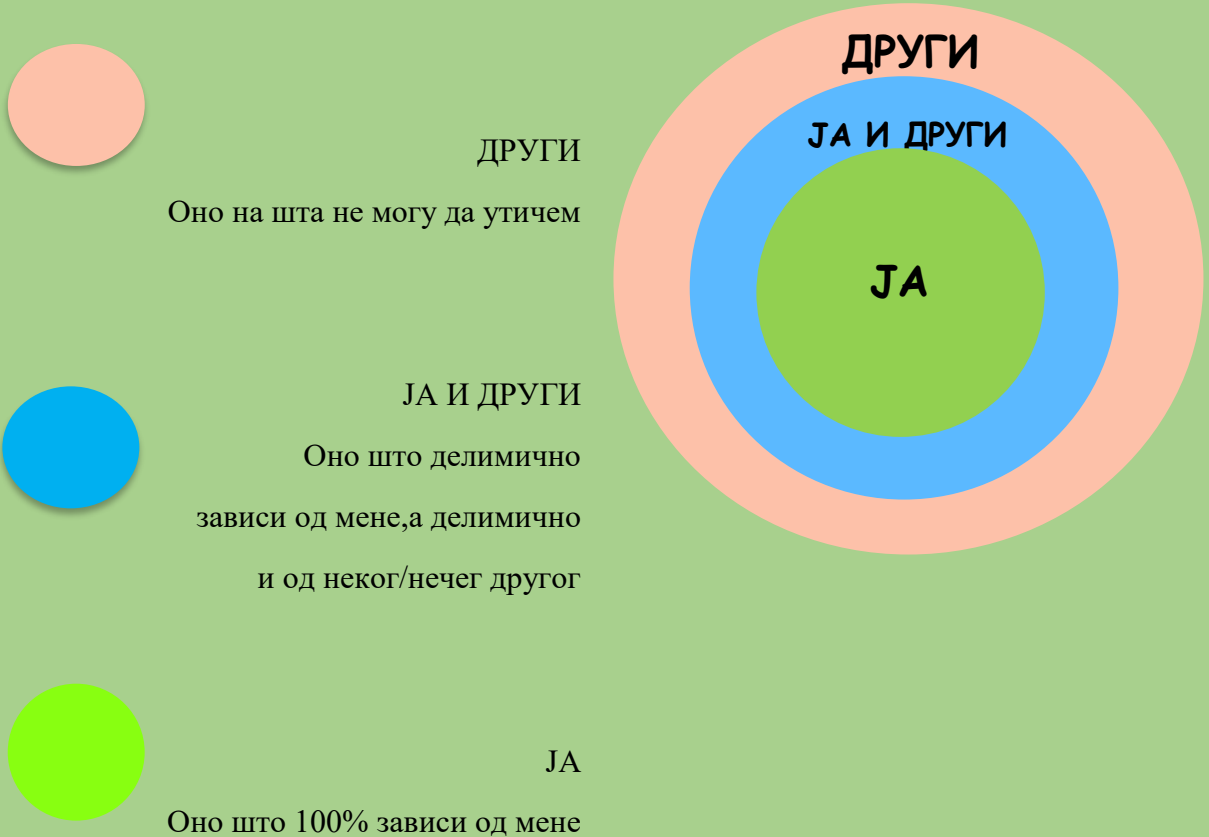 ДРУГИ
Оно на шта не могу да утичем
ЈА И ДРУГИ
Оно што делимично
зависи од мене,а делимично
и од неког/нечег другог
ЈА
Оно што 100% зависи од мене
ДРУГИ
ЈА И ДРУГИ
ЈА